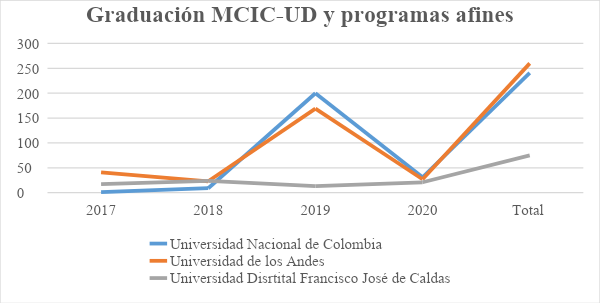 Graduación MCIC-UD y programas afines
300
250
200
150
100
50
0
2017 2018 2019 2020 Total
Universidad Nacional de Colombia
Universidad de los Andes
Universidad Disrtital Francisco José de Caldas